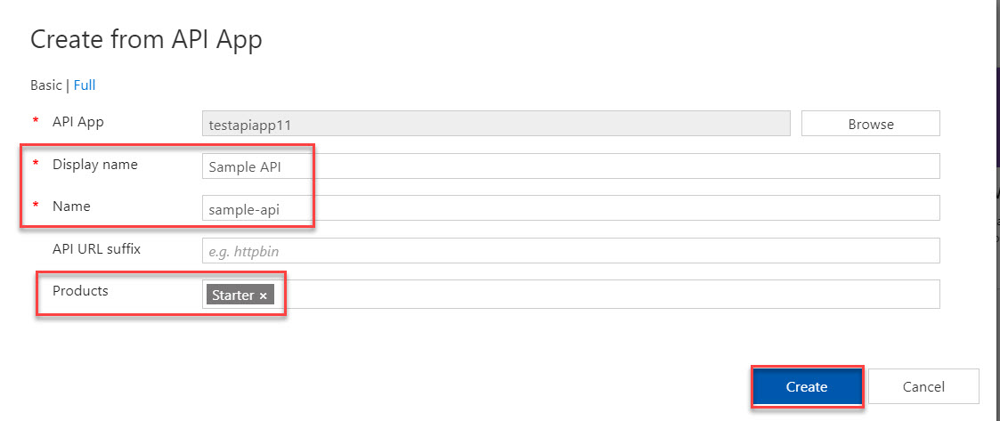 Create from API App
Basic | Full
* API App testapiapp11 Browse
* Display name Sample API
* Name sample-api
API URL suffix e.g. httpbin
Products Starter ×
Create Cancel